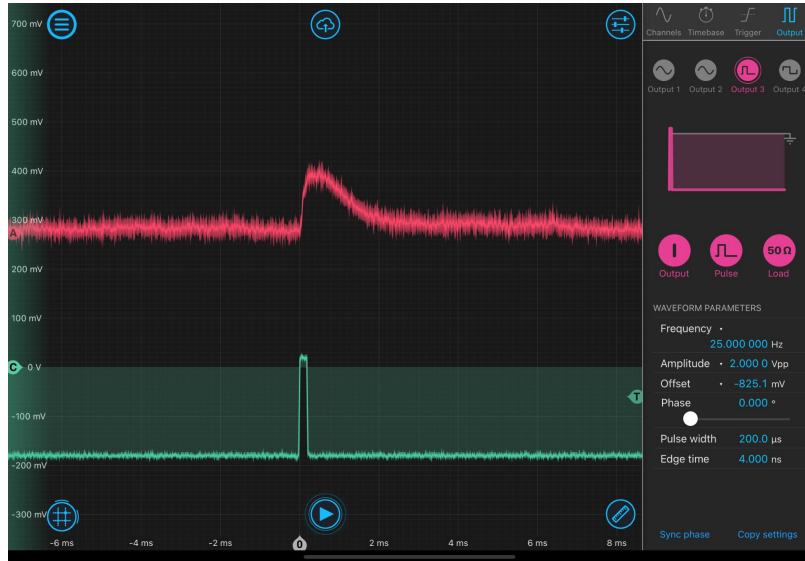 700 mV
600 mV
500 mV
400 mV
300 mV
A
200 mV
100 mV
C 0 V
T
-100 mV
-200 mV
-300 mV
-6 ms -4 ms -2 ms 0 2 ms 4 ms 6 ms 8 ms
Channels Timebase Trigger Output
Output 1 Output 2 Output 3 Output 4
50 Ω
Output Pulse Load
WAVEFORM PARAMETERS
Frequency •
25.000 000 Hz
Amplitude • 2.000 0 Vpp
Offset • -825.1 mV
Phase 0.000 °
Pulse width 200.0 µs
Edge time 4.000 ns
Sync phase Copy settings